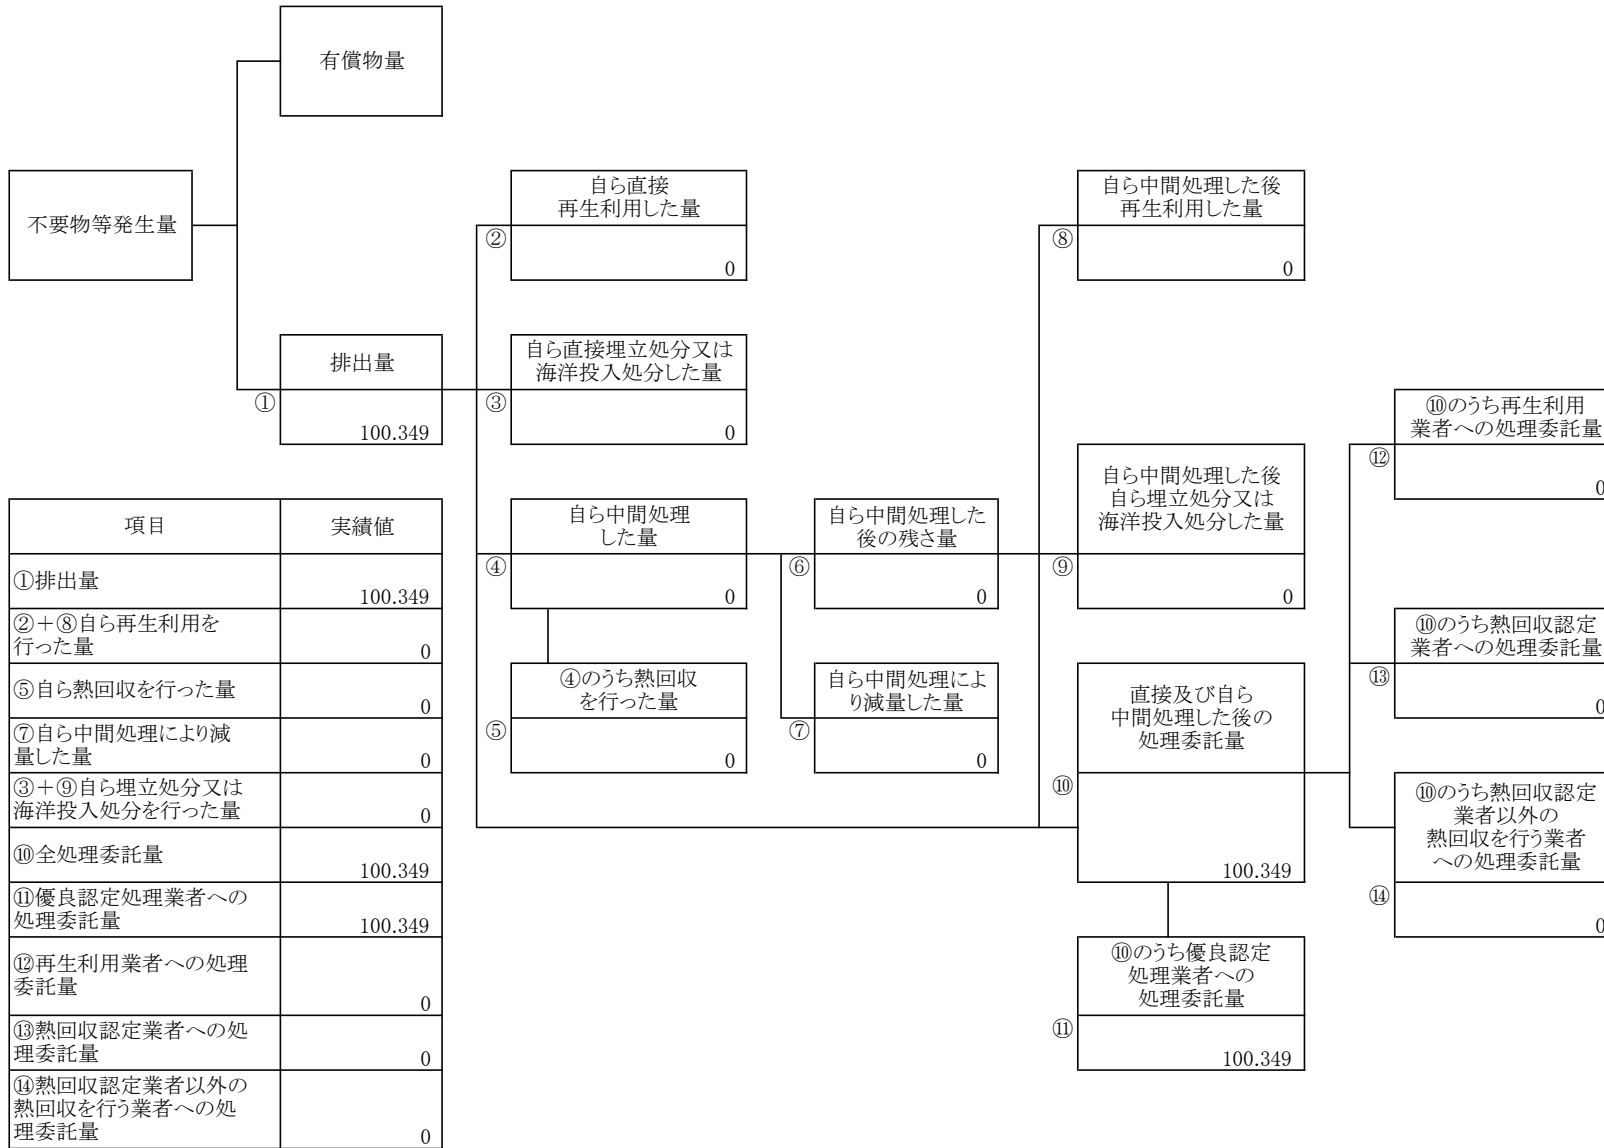 有償物量
不要物等発生量
排出量
①
100.349
自ら直接
再生利用した量
②
0
自ら直接埋立処分又は
海洋投入処分した量
③
0
自ら中間処理
した量
④
0
④のうち熱回収
を行った量
⑤
0
自ら中間処理した
後の残さ量
⑥
0
自ら中間処理によ
り減量した量
⑦
0
自ら中間処理した後
再生利用した量
⑧
0
自ら中間処理した後
自ら埋立処分又は
海洋投入処分した量
⑨
0
直接及び自ら
中間処理した後の
処理委託量
⑩
100.349
⑩のうち優良認定
処理業者への
処理委託量
⑪
100.349
⑩のうち再生利用
業者への処理委託量
⑫
0
⑩のうち熱回収認定
業者への処理委託量
⑬
0
⑩のうち熱回収認定
業者以外の
熱回収を行う業者
への処理委託量
⑭
0
項目 実績値
①排出量
100.349
②＋⑧自ら再生利用を
行った量
0
⑤自ら熱回収を行った量
0
⑦自ら中間処理により減
量した量
0
③＋⑨自ら埋立処分又は
海洋投入処分を行った量
0
⑩全処理委託量
100.349
⑪優良認定処理業者への
処理委託量
100.349
⑫再生利用業者への処理
委託量
0
⑬熱回収認定業者への処
理委託量
0
⑭熱回収認定業者以外の
熱回収を行う業者への処
理委託量
0